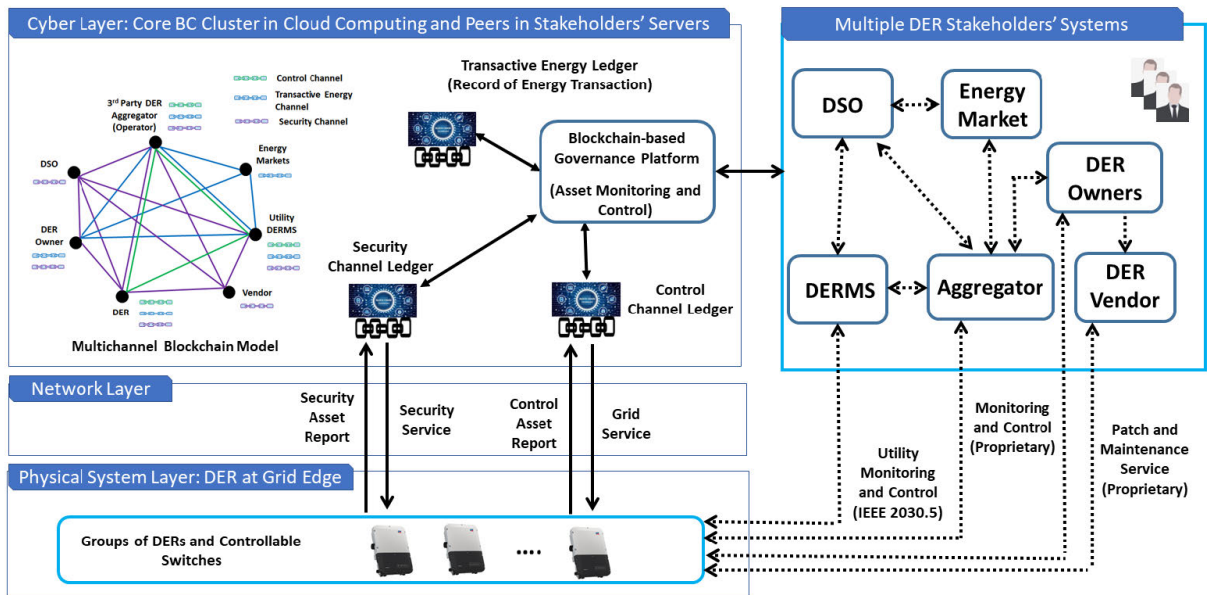 Cyber Layer: Core BC Cluster in Cloud Computing and Peers in Stakeholders' Servers
Control Channel
Transactive Energy
Channel
Security Channel
3rd Party DER
Aggregator
(Operator)
DSO
Energy
Markets
DER
Owner
Utility
DERMS
DER
Vendor
Multichannel Blockchain Model
Transactive Energy Ledger
(Record of Energy Transaction)
Blockchain-based
Governance Platform
(Asset Monitoring and
Control)
Security
Channel Ledger
Control
Channel Ledger
Multiple DER Stakeholders' Systems
DSO
Energy
Market
DER
Owners
DERMS
Aggregator
DER
Vendor
Network Layer
Security
Asset
Report
Security
Service
Control
Asset
Report
Grid
Service
Utility
Monitoring
and Control
(IEEE 2030.5)
Monitoring
and Control
(Proprietary)
Patch and
Maintenance
Service
(Proprietary)
Physical System Layer: DER at Grid Edge
Groups of DERs and Controllable
Switches